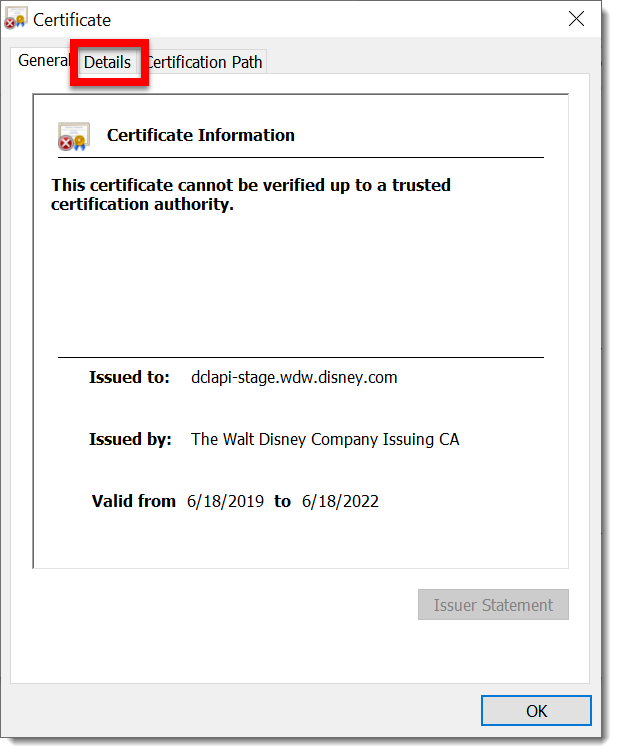 Certificate
General Details Certification Path
Certificate Information
This certificate cannot be verified up to a trusted
certification authority.
Issued to: dclapi-stage.wdw.disney.com
Issued by: The Walt Disney Company Issuing CA
Valid from 6/18/2019 to 6/18/2022
Issuer Statement
OK